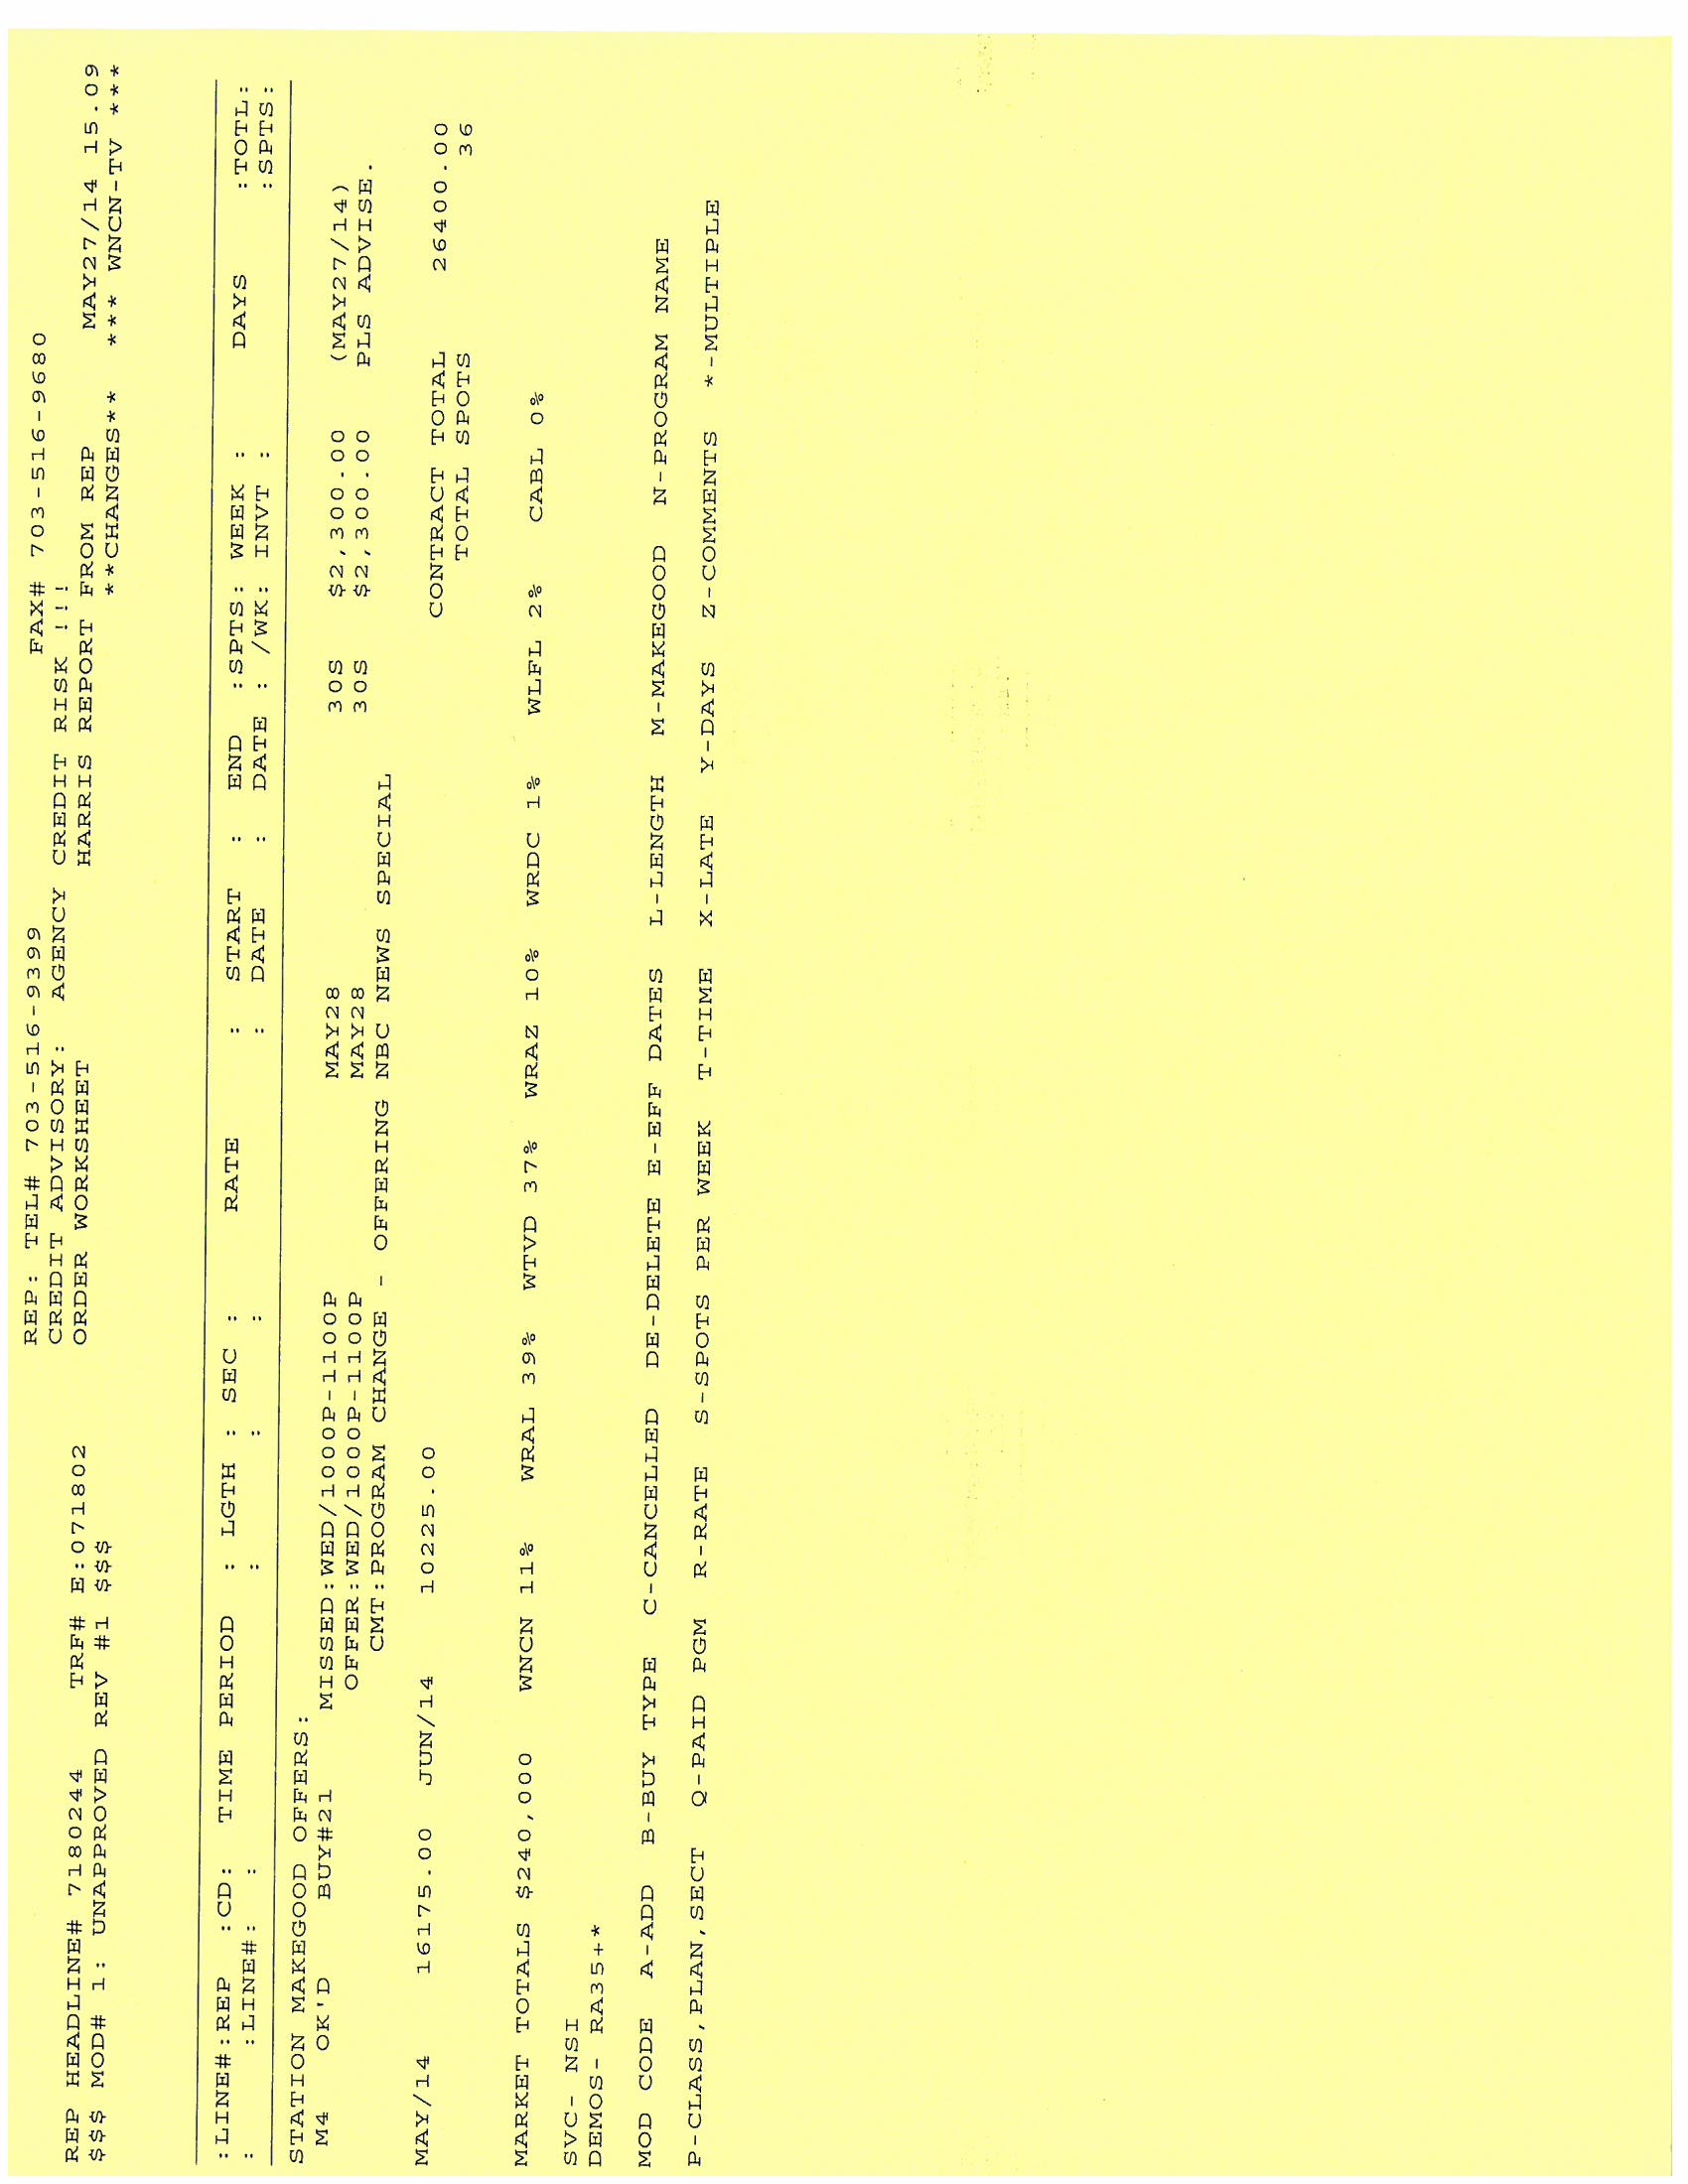 REP: TEL# 703-516-9399 FAX# 703-516-9680
CREDIT ADVISORY: AGENCY CREDIT RISK !!!
REP HEADLINE# 7180244 TRF# E:071802 ORDER WORKSHEET HARRIS REPORT FROM REP MAY27/14 15.09
$$$ MOD# 1: UNAPPROVED REV #1 $$$ **CHANGES** *** WNCN-TV ***
:LINE#:REP :CD: TIME PERIOD : LGTH : SEC : RATE : START : END :SPTS: WEEK : DAYS :TOTL:
: :LINE#: : : : : : DATE : DATE : /WK: INVT : :SPTS:
STATION MAKEGOOD OFFERS:
M4 OK'D BUY#21 MISSED:WED/1000P-1100P MAY28 30S $2,300.00 (MAY27/14)
OFFER:WED/1000P-1100P MAY28 30S $2,300.00 PLS ADVISE.
CMT:PROGRAM CHANGE - OFFERING NBC NEWS SPECIAL
MAY/14 16175.00 JUN/14 10225.00 CONTRACT TOTAL 26400.00
TOTAL SPOTS 36
MARKET TOTALS $240,000 WNCN 11% WRAL 39% WTVD 37% WRAZ 10% WRDC 1% WLFL 2% CABL 0%
SVC- NSI
DEMOS- RA35+*
MOD CODE A-ADD B-BUY TYPE C-CANCELLED DE-DELETE E-EFF DATES L-LENGTH M-MAKEGOOD N-PROGRAM NAME
P-CLASS,PLAN,SECT Q-PAID PGM R-RATE S-SPOTS PER WEEK T-TIME X-LATE Y-DAYS Z-COMMENTS *-MULTIPLE